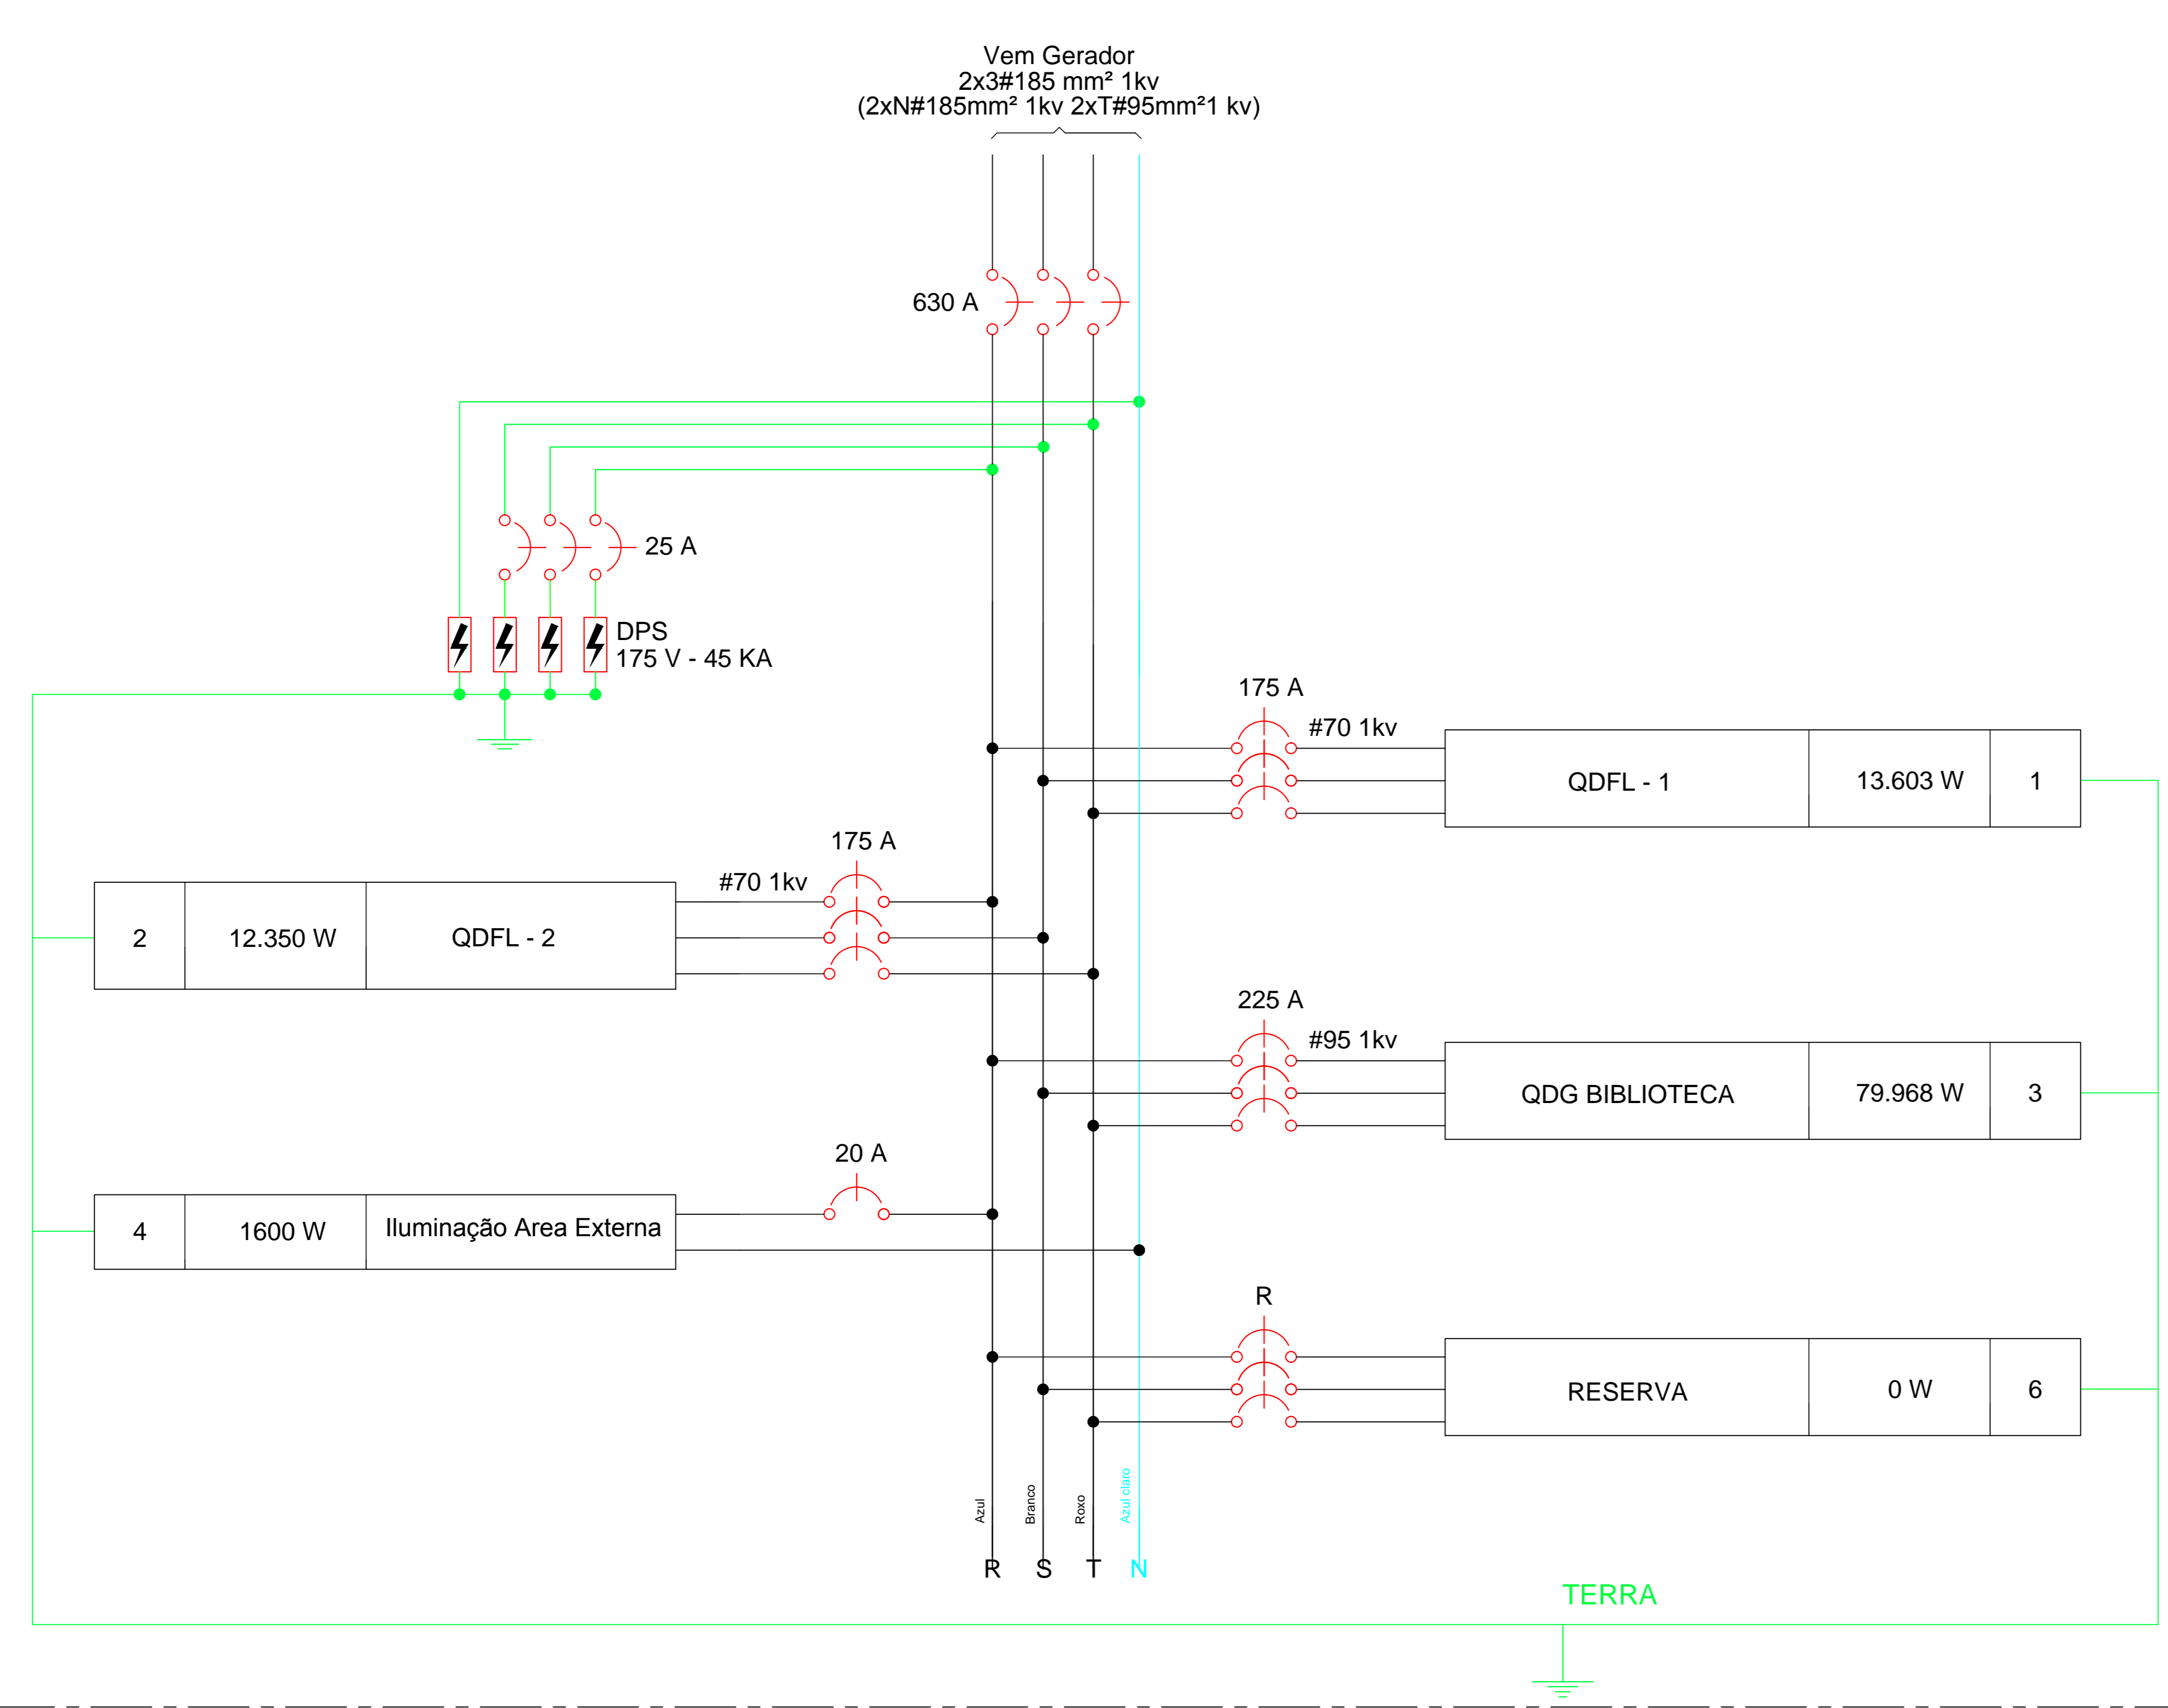 Vem Gerador
2x3#185 mm² 1kv
(2xN#185mm² 1kv 2xT#95mm²1 kv)
630 A
25 A
DPS
175 V - 45 KA
175 A
#70 1kv
QDFL - 1
13.603 W
1
175 A
#70 1kv
2
12.350 W
QDFL - 2
225 A
#95 1kv
QDG BIBLIOTECA
79.968 W
3
20 A
4
1600 W
Iluminação Area Externa
R
RESERVA
0 W
6
Azul
Branco
Roxo
Azul claro
R S T N
TERRA